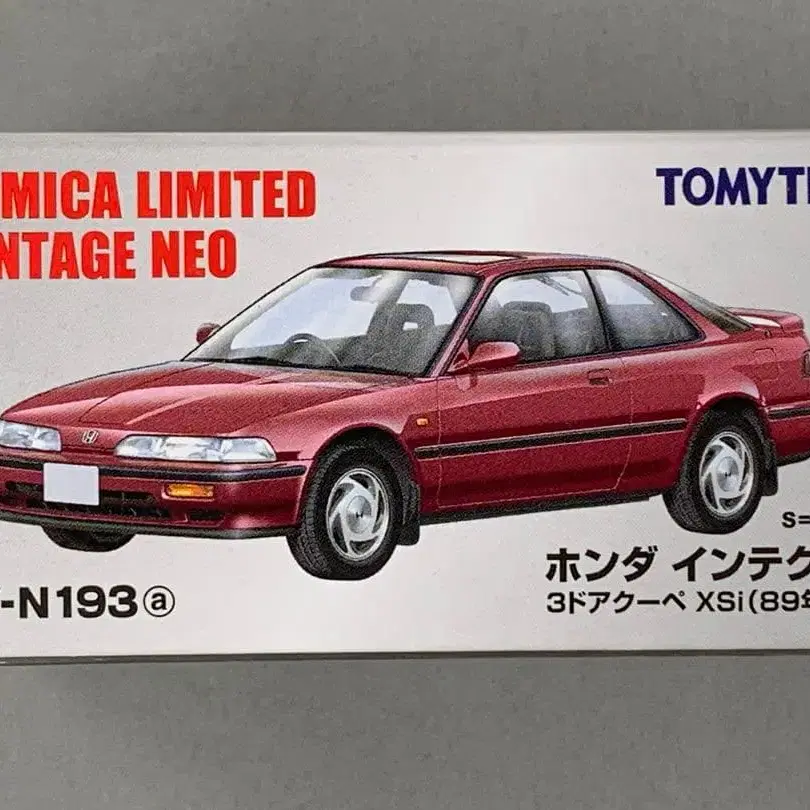 MICA LIMITED
NTAGE NEO
TOMYTE
-N193ⓐ
S=
ホンダ インテグ
3ドアクーペ XSi(89年